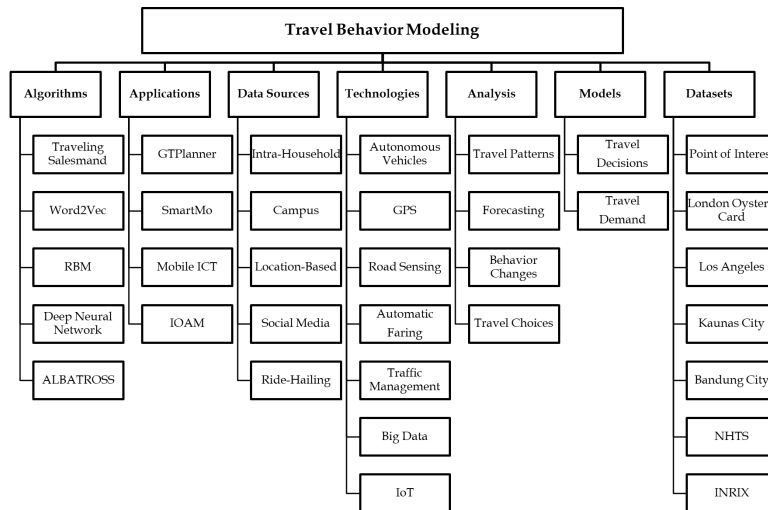 Travel Behavior Modeling
Algorithms
Applications
Data Sources
Technologies
Analysis
Models
Datasets
Traveling
Salesmand
Word2Vec
RBM
Deep Neural
Network
ALBATROSS
GTPlanner
SmartMo
Mobile ICT
IOAM
Intra-Household
Campus
Location-Based
Social Media
Ride-Hailing
Autonomous
Vehicles
GPS
Road Sensing
Automatic
Faring
Traffic
Management
Big Data
IoT
Travel Patterns
Forecasting
Behavior
Changes
Travel Choices
Travel
Decisions
Travel
Demand
Point of Interes
London Oyster
Card
Los Angeles
Kaunas City
Bandung City
NHTS
INRIX